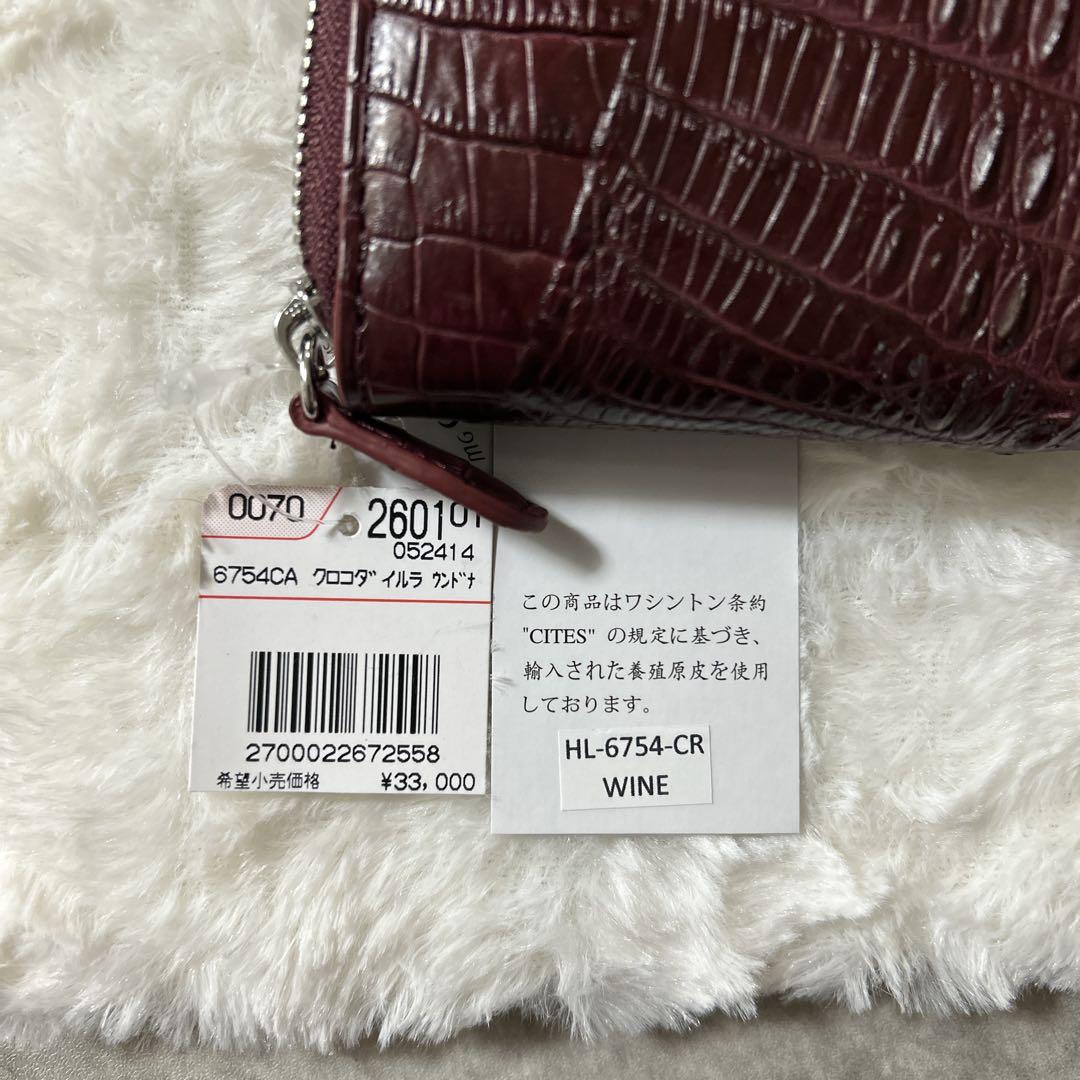 0070
260101
052414
6754CA クロコダイルラ ウンドナ
2700022672558
希望小売価格 ¥33,000
この商品はワシントン条約
"CITES" の規定に基づき、
輸入された養殖原皮を使用
しております。
HL-6754-CR
WINE